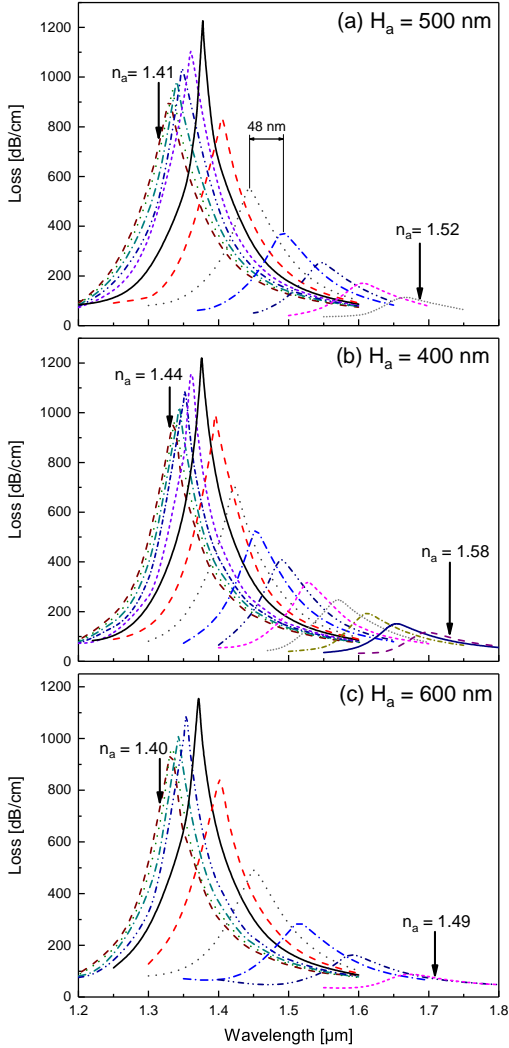 (a) Hₐ = 500 nm
1200
nₐ= 1.41
1000
800
48 nm
600
400
nₐ = 1.52
200
0
Loss [dB/cm]
(b) Hₐ = 400 nm
1200
nₐ = 1.44
1000
800
600
nₐ = 1.58
400
200
0
Loss [dB/cm]
(c) Hₐ = 600 nm
1200
nₐ = 1.40
1000
800
600
400
nₐ = 1.49
200
0
Loss [dB/cm]
1.2 1.3 1.4 1.5 1.6 1.7 1.8
Wavelength [µm]